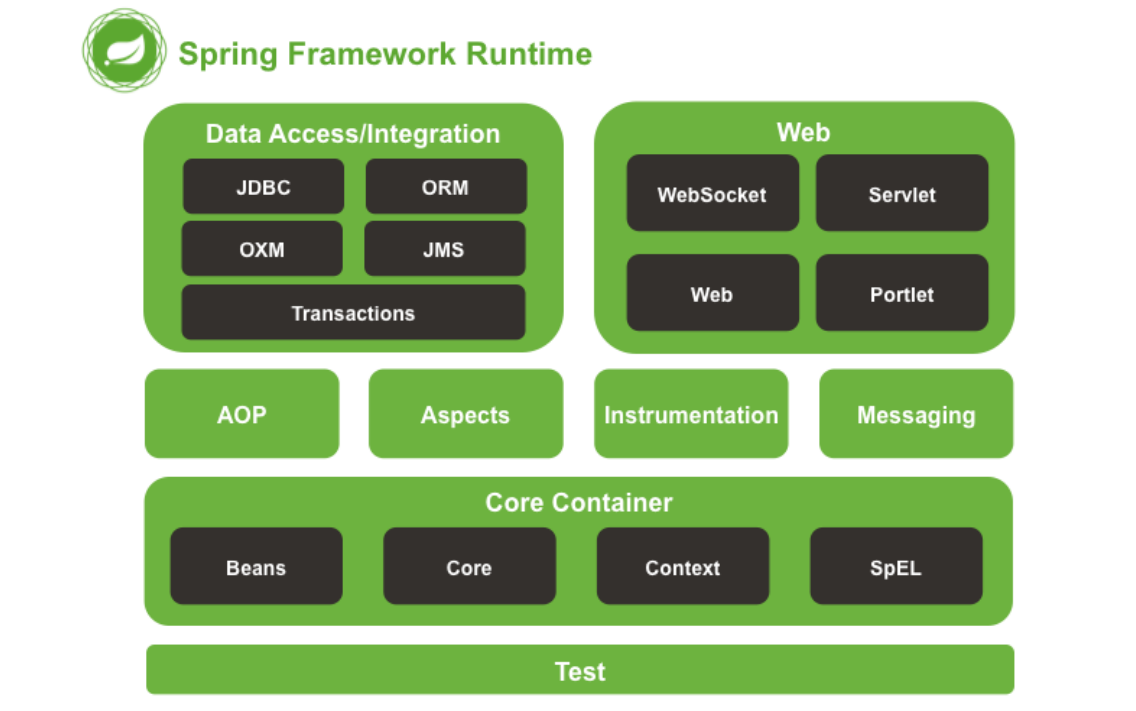 Spring Framework Runtime
Data Access/Integration
JDBC
ORM
OXM
JMS
Transactions
Web
WebSocket
Servlet
Web
Portlet
AOP
Aspects
Instrumentation
Messaging
Core Container
Beans
Core
Context
SpEL
Test